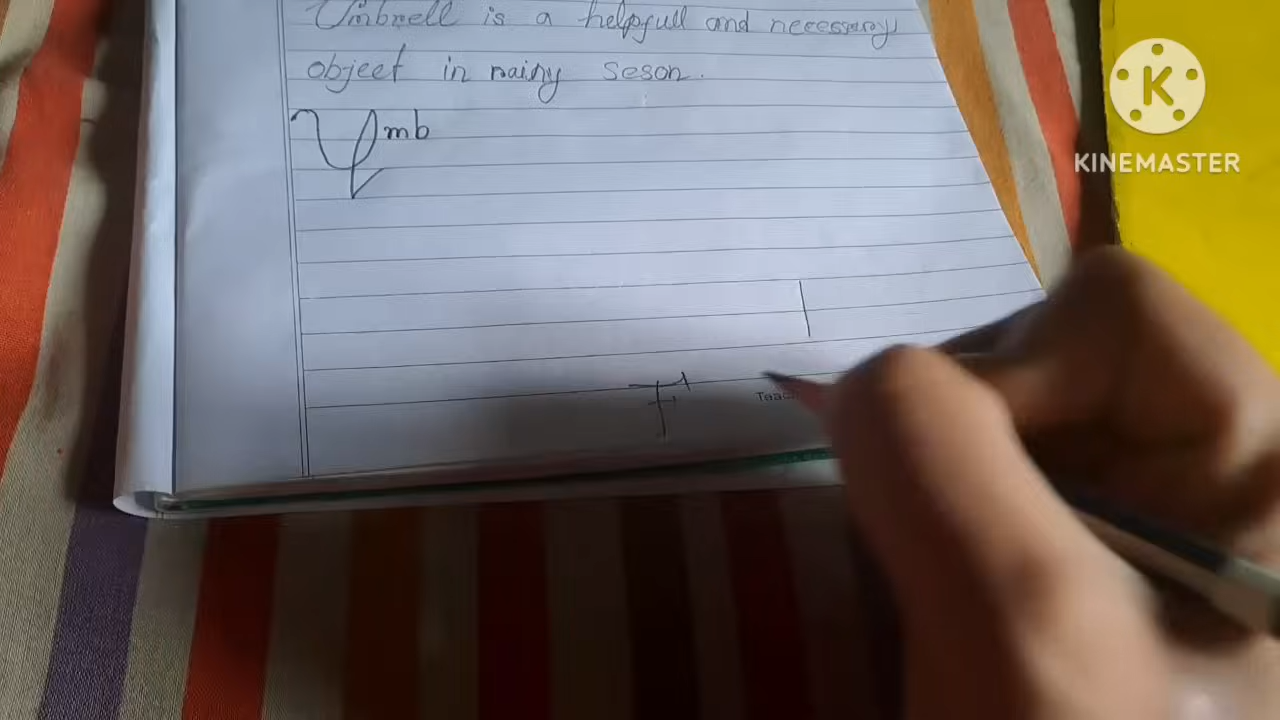 Umbrell is a helpfull and necessary
object in rainy seson.
Umb
F
K
KINEMASTER